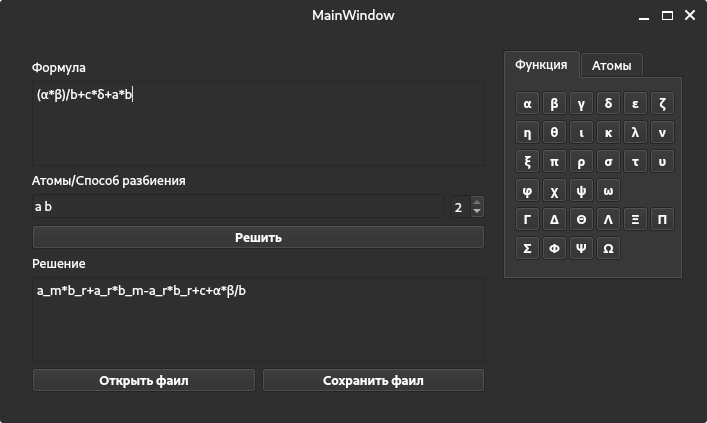 MainWindow
Формула
(α*β)/b+c*δ+a*b
Атомы/Способ разбиения
a b
2
Решить
Решение
a_m*b_r+a_r*b_m-a_r*b_r+c+α*β/b
Открыть фаил
Сохранить фаил
Функция
Атомы
α β γ δ ε ζ
η θ ι κ λ ν
ξ π ρ σ τ υ
φ χ ψ ω
Γ Δ Θ Λ Ξ Π
Σ Φ Ψ Ω